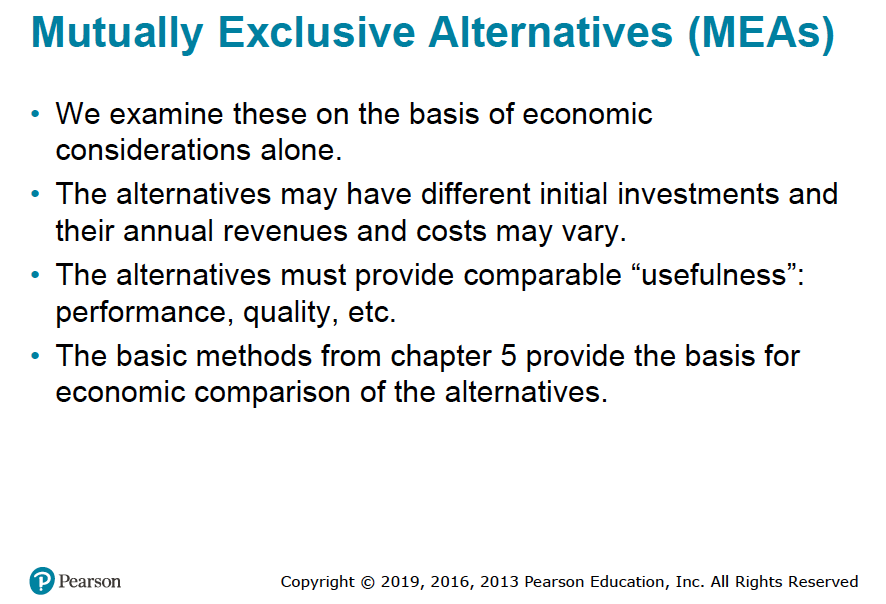 Mutually Exclusive Alternatives (MEAs)
• We examine these on the basis of economic
considerations alone.
• The alternatives may have different initial investments and
their annual revenues and costs may vary.
• The alternatives must provide comparable “usefulness”:
performance, quality, etc.
• The basic methods from chapter 5 provide the basis for
economic comparison of the alternatives.
Pearson
Copyright © 2019, 2016, 2013 Pearson Education, Inc. All Rights Reserved